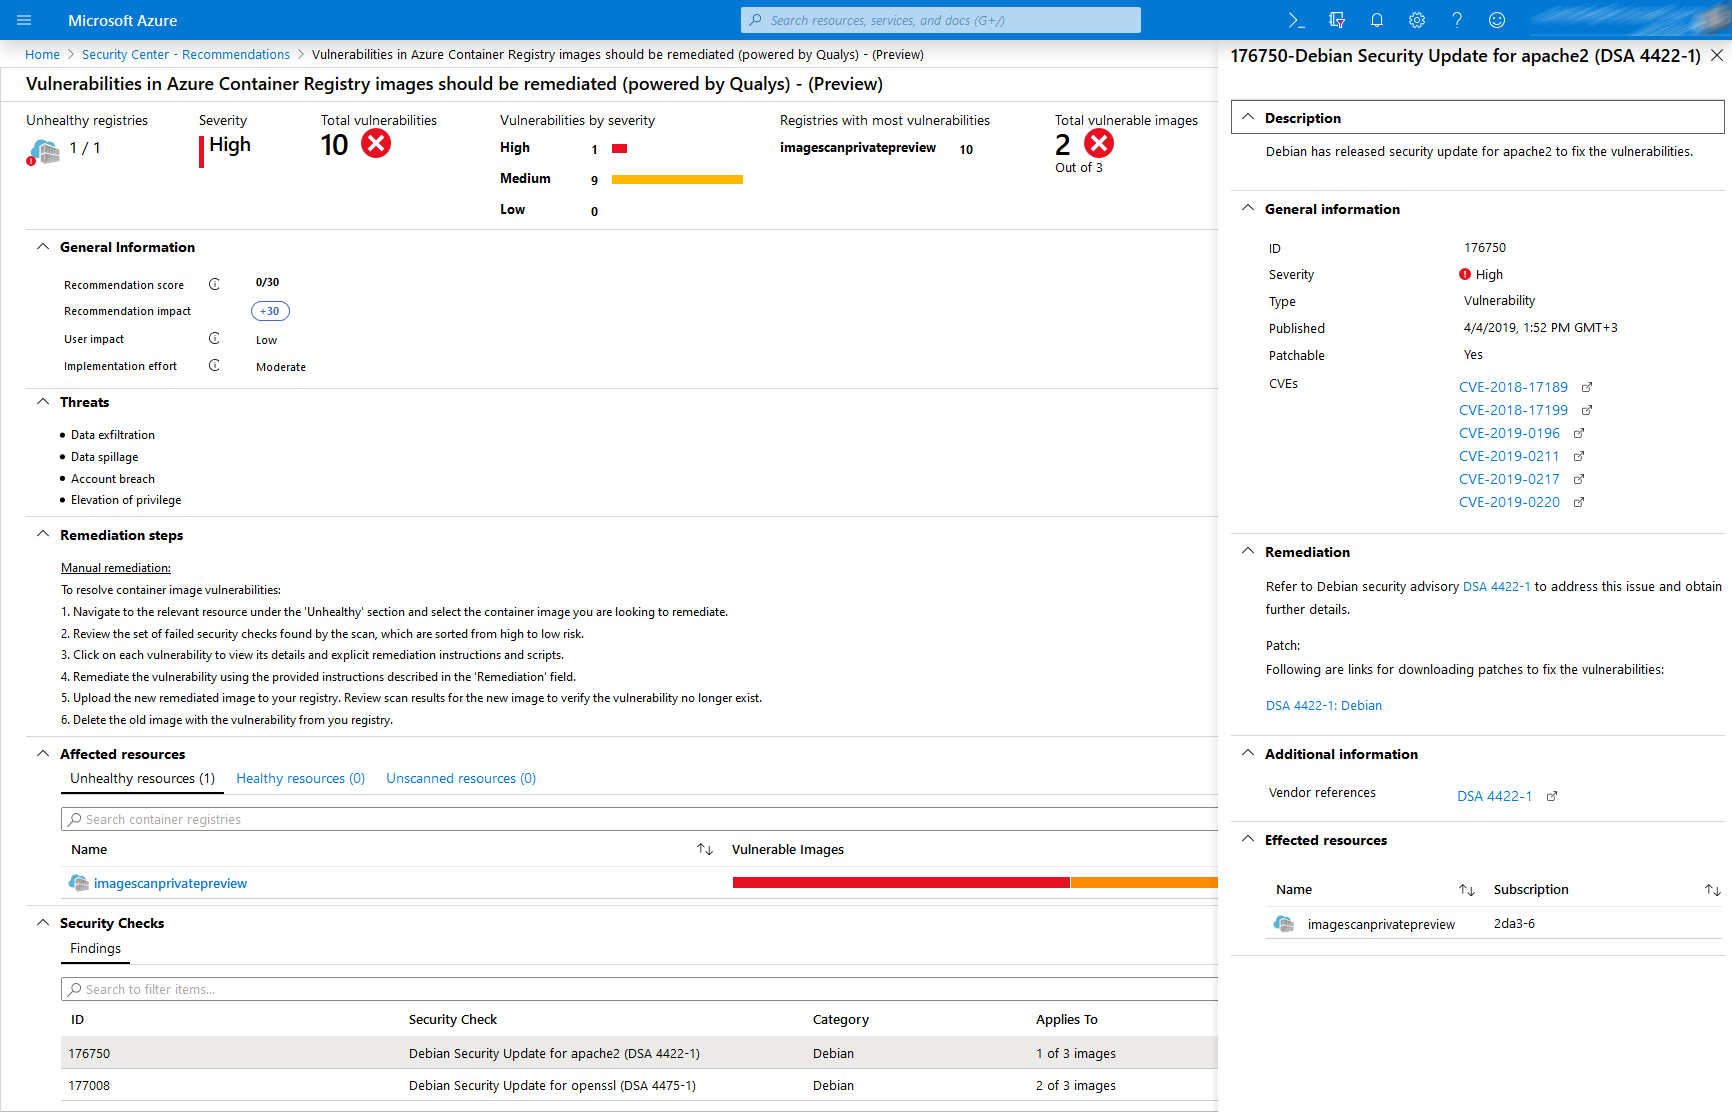 Microsoft Azure
Search resources, services, and docs (G+/)
Home > Security Center - Recommendations > Vulnerabilities in Azure Container Registry images should be remediated (powered by Qualys) - (Preview)
Vulnerabilities in Azure Container Registry images should be remediated (powered by Qualys) - (Preview)
Unhealthy registries
1 / 1
Severity
High
Total vulnerabilities
10
Vulnerabilities by severity
High 1
Medium 9
Low 0
Registries with most vulnerabilities
imagescanprivatepreview 10
Total vulnerable images
2
Out of 3
General Information
Recommendation score 0/30
Recommendation impact +30
User impact Low
Implementation effort Moderate
Threats
• Data exfiltration
• Data spillage
• Account breach
• Elevation of privilege
Remediation steps
Manual remediation:
To resolve container image vulnerabilities:
1. Navigate to the relevant resource under the 'Unhealthy' section and select the container image you are looking to remediate.
2. Review the set of failed security checks found by the scan, which are sorted from high to low risk.
3. Click on each vulnerability to view its details and explicit remediation instructions and scripts.
4. Remediate the vulnerability using the provided instructions described in the 'Remediation' field.
5. Upload the new remediated image to your registry. Review scan results for the new image to verify the vulnerability no longer exist.
6. Delete the old image with the vulnerability from you registry.
Affected resources
Unhealthy resources (1) Healthy resources (0) Unscanned resources (0)
Search container registries
Name Vulnerable Images
imagescanprivatepreview
Security Checks
Findings
Search to filter items...
ID Security Check Category Applies To
176750 Debian Security Update for apache2 (DSA 4422-1) Debian 1 of 3 images
177008 Debian Security Update for openssl (DSA 4475-1) Debian 2 of 3 images
176750-Debian Security Update for apache2 (DSA 4422-1)
Description
Debian has released security update for apache2 to fix the vulnerabilities.
General information
ID 176750
Severity High
Type Vulnerability
Published 4/4/2019, 1:52 PM GMT+3
Patchable Yes
CVEs CVE-2018-17189
CVE-2018-17199
CVE-2019-0196
CVE-2019-0211
CVE-2019-0217
CVE-2019-0220
Remediation
Refer to Debian security advisory DSA 4422-1 to address this issue and obtain
further details.
Patch:
Following are links for downloading patches to fix the vulnerabilities:
DSA 4422-1: Debian
Additional information
Vendor references DSA 4422-1
Effected resources
Name Subscription
imagescanprivatepreview 2da3-6